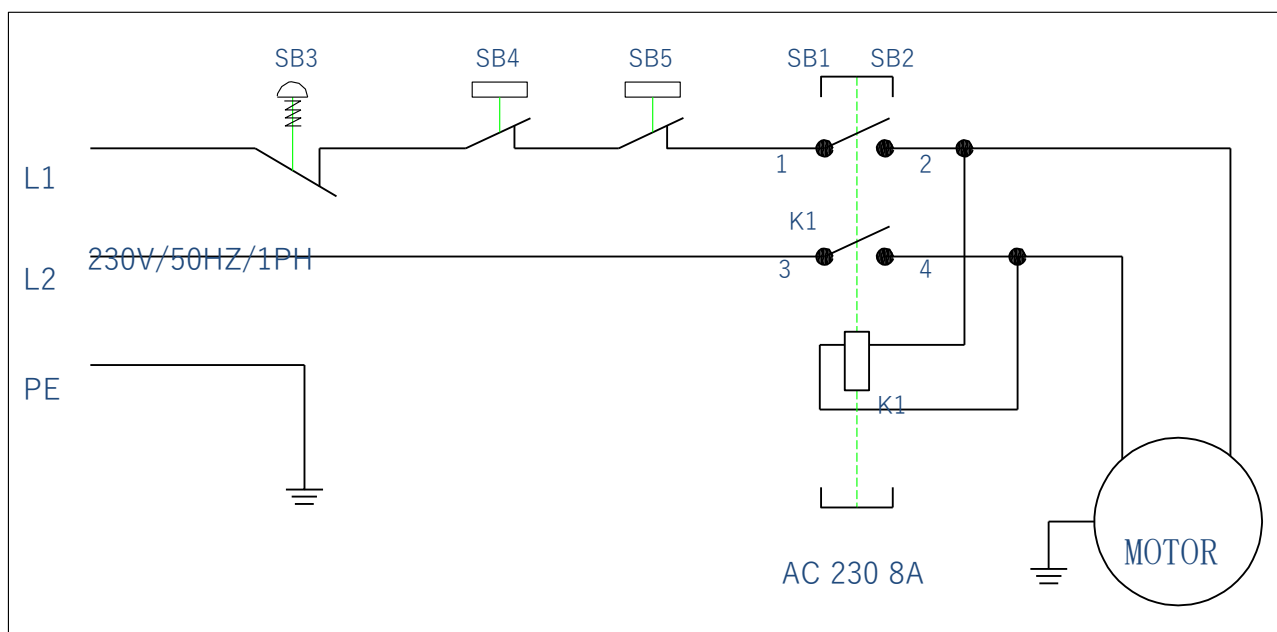 SB3
SB4
SB5
SB1
SB2
L1
1
2
K1
230V/50HZ/1PH
L2
3
4
PE
K1
MOTOR
AC 230 8A